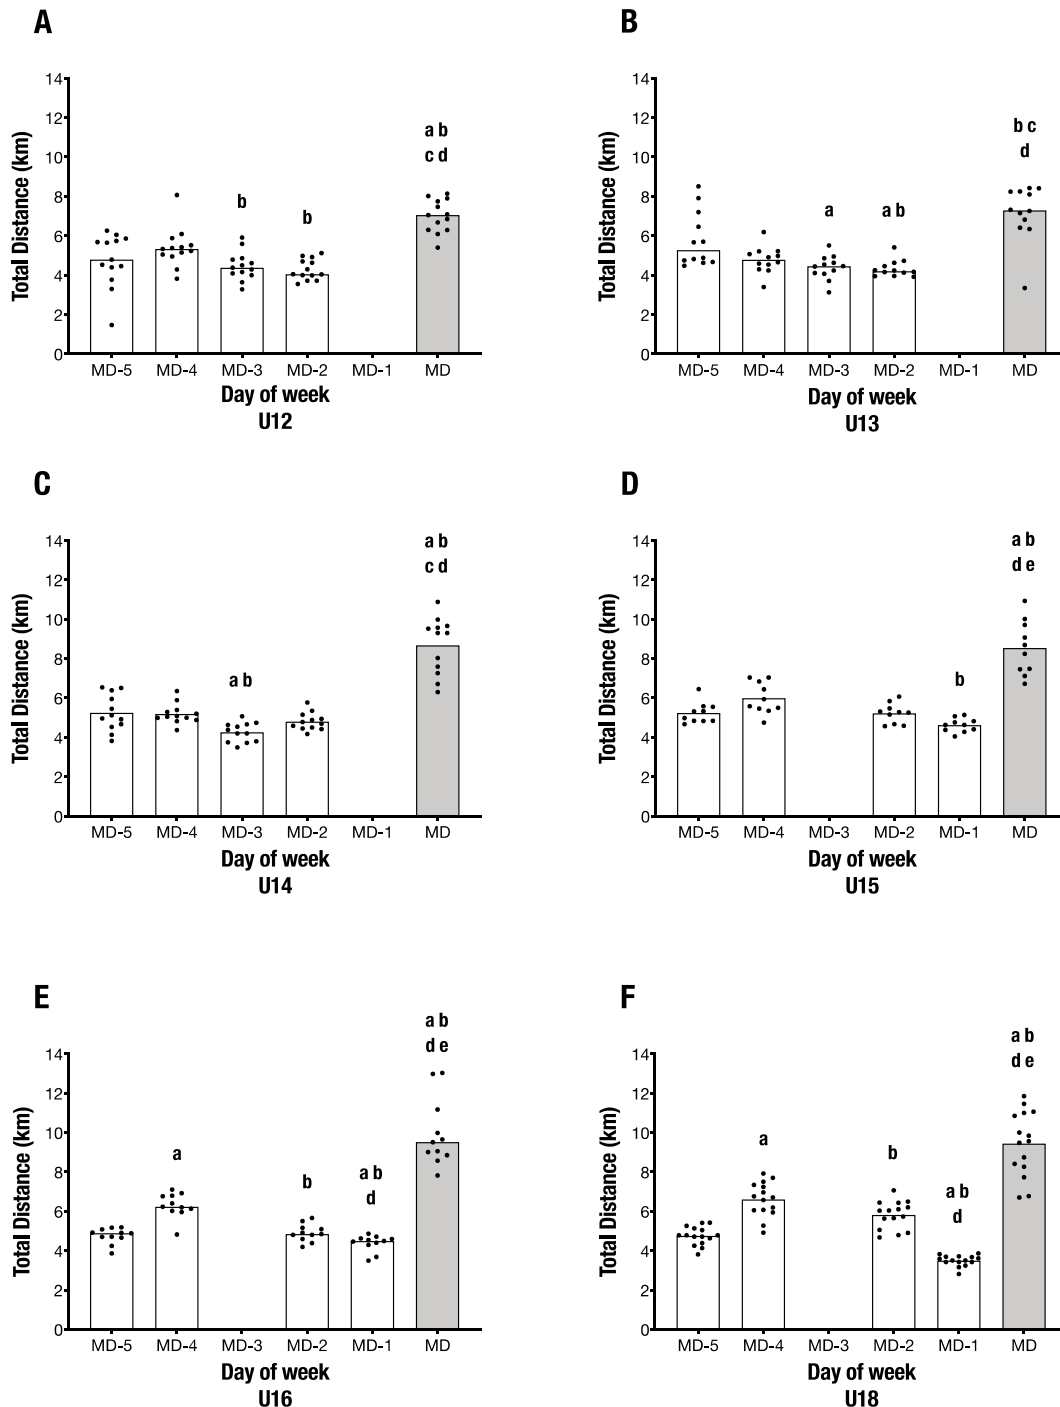 A
14
12
10
8
6
4
2
0
Total Distance (km)
a b
c d
b
b
MD-5 MD-4 MD-3 MD-2 MD-1 MD
Day of week
U12
B
14
12
10
8
6
4
2
0
Total Distance (km)
b c
d
a
a b
MD-5 MD-4 MD-3 MD-2 MD-1 MD
Day of week
U13
C
14
12
10
8
6
4
2
0
Total Distance (km)
a b
c d
a b
MD-5 MD-4 MD-3 MD-2 MD-1 MD
Day of week
U14
D
14
12
10
8
6
4
2
0
Total Distance (km)
a b
d e
b
MD-5 MD-4 MD-3 MD-2 MD-1 MD
Day of week
U15
E
14
12
10
8
6
4
2
0
Total Distance (km)
a b
d e
a
b
a b
d
MD-5 MD-4 MD-3 MD-2 MD-1 MD
Day of week
U16
F
14
12
10
8
6
4
2
0
Total Distance (km)
a b
d e
a
b
a b
d
MD-5 MD-4 MD-3 MD-2 MD-1 MD
Day of week
U18